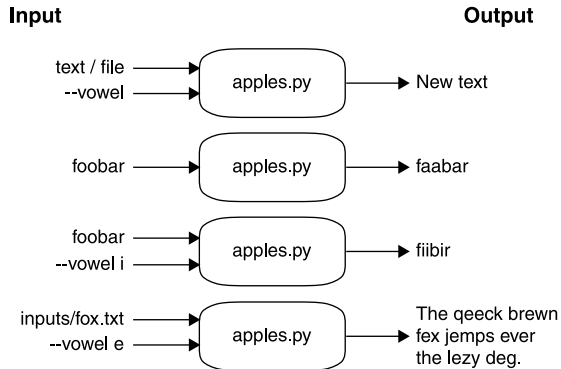 Input
Output
text / file
--vowel
apples.py
New text
foobar
apples.py
faabar
foobar
--vowel i
apples.py
fiibir
inputs/fox.txt
--vowel e
apples.py
The qeeck brewn
fex jemps ever
the lezy deg.